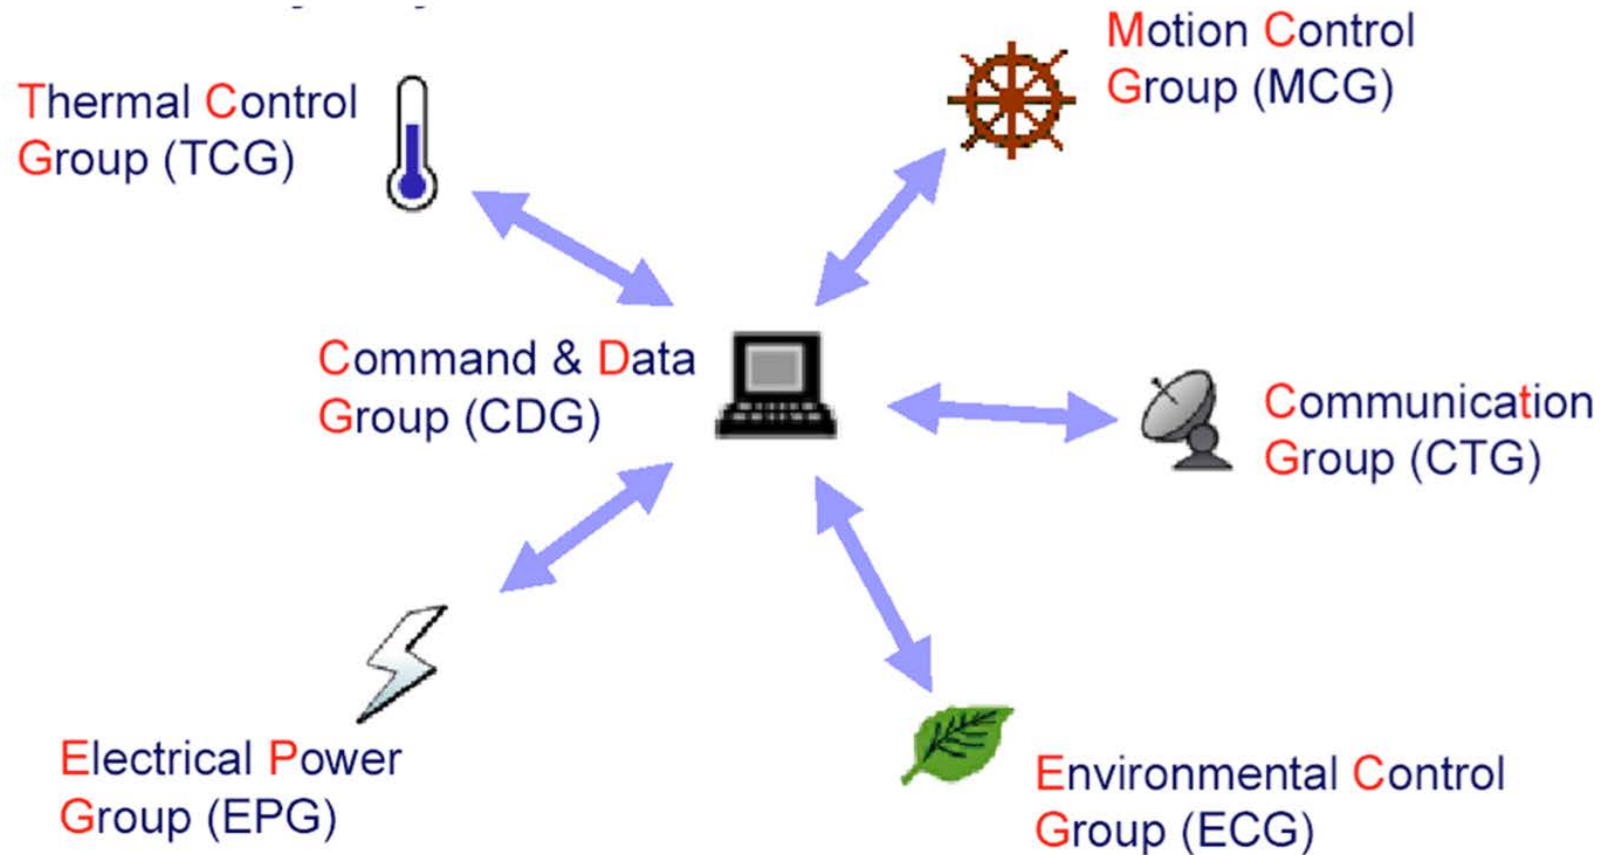 Thermal Control
Group (TCG)
Motion Control
Group (MCG)
Command & Data
Group (CDG)
Communication
Group (CTG)
Electrical Power
Group (EPG)
Environmental Control
Group (ECG)